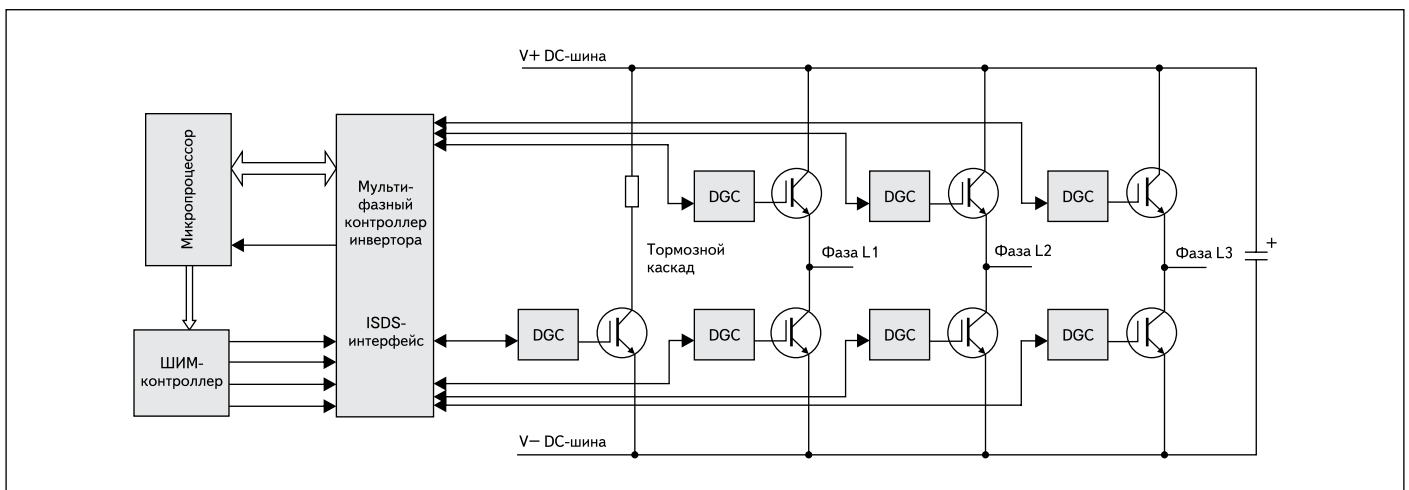 V+ DC-шина
Микропроцессор
Мульти-
фазный
контроллер
инвертора
ISDS-
интерфейс
ШИМ-
контроллер
DGC
DGC
DGC
Тормозной
каскад
Фаза L1
Фаза L2
Фаза L3
+
DGC
DGC
DGC
DGC
V− DC-шина